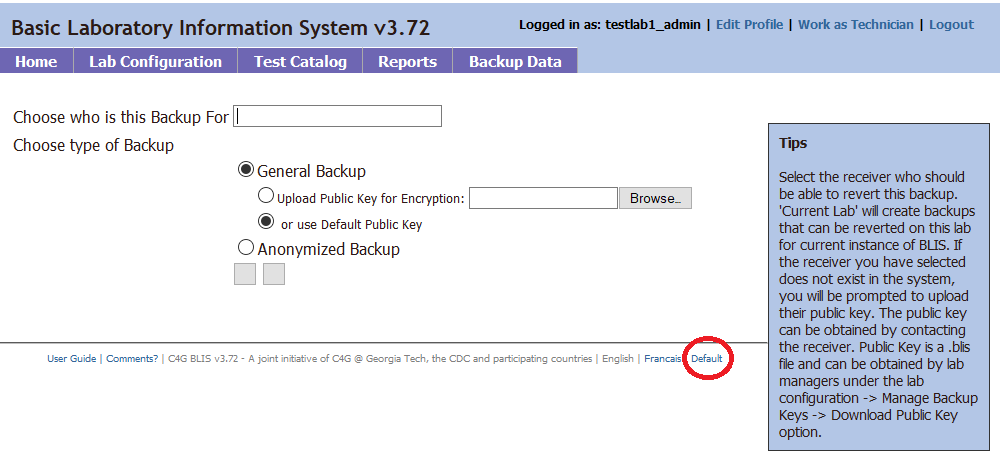 Basic Laboratory Information System v3.72
Logged in as: testlab1_admin | Edit Profile | Work as Technician | Logout
Home Lab Configuration Test Catalog Reports Backup Data
Choose who is this Backup For
Choose type of Backup
General Backup
Upload Public Key for Encryption: Browse...
or use Default Public Key
Anonymized Backup
Tips
Select the receiver who should
be able to revert this backup.
'Current Lab' will create backups
that can be reverted on this lab
for current instance of BLIS. If
the receiver you have selected
does not exist in the system,
you will be prompted to upload
their public key. The public key
can be obtained by contacting
the receiver. Public Key is a .blis
file and can be obtained by lab
managers under the lab
configuration -> Manage Backup
Keys -> Download Public Key
option.
User Guide | Comments? | C4G BLIS v3.72 - A joint initiative of C4G @ Georgia Tech, the CDC and participating countries | English | Francais Default